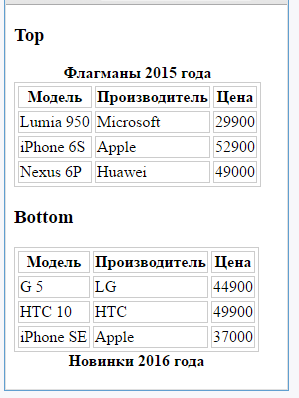 Top
Флагманы 2015 года
Модель Производитель Цена
Lumia 950 Microsoft 29900
iPhone 6S Apple 52900
Nexus 6P Huawei 49000
Bottom
Модель Производитель Цена
G 5 LG 44900
HTC 10 HTC 49900
iPhone SE Apple 37000
Новинки 2016 года